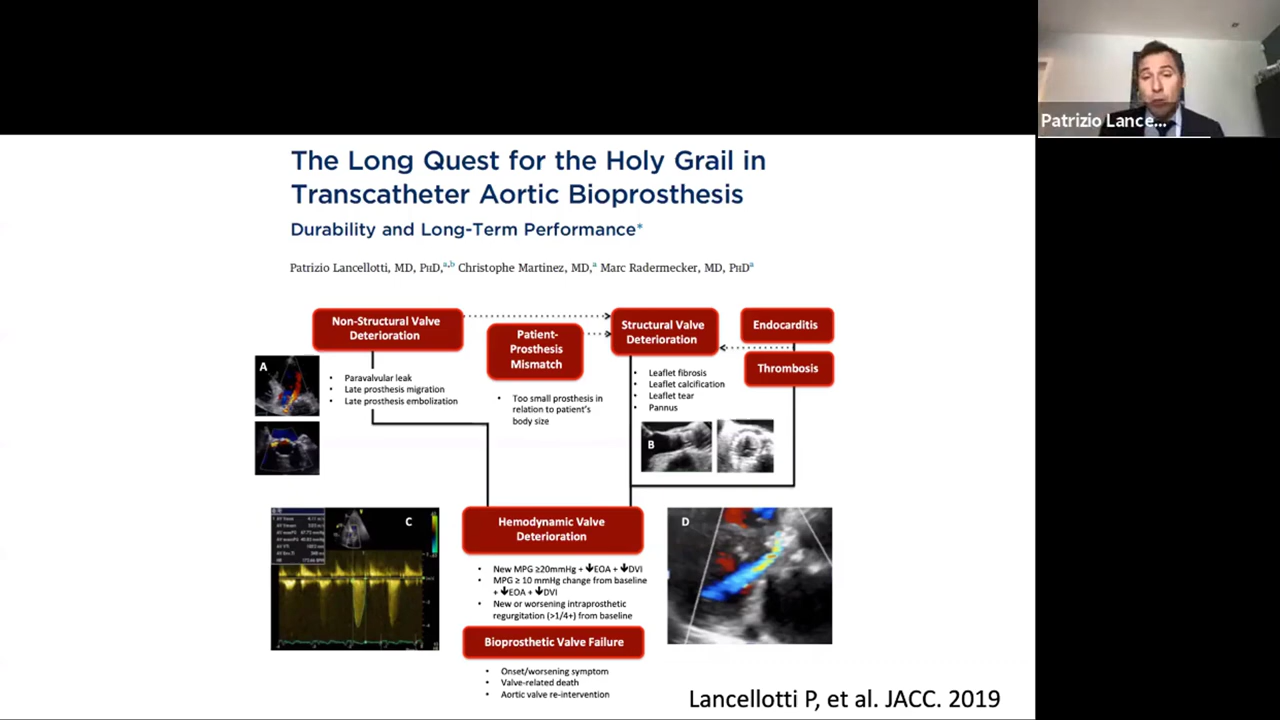 Patrizio Lance...
The Long Quest for the Holy Grail in
Transcatheter Aortic Bioprosthesis
Durability and Long-Term Performance*
Patrizio Lancellotti, MD, PHD,a,b Christophe Martinez, MD,a Marc Radermecker, MD, PHDa
Non-Structural Valve
Deterioration
Patient-
Prosthesis
Mismatch
Structural Valve
Deterioration
Endocarditis
Thrombosis
A
• Paravalvular leak
• Late prosthesis migration
• Late prosthesis embolization
• Too small prosthesis in
relation to patient's
body size
• Leaflet fibrosis
• Leaflet calcification
• Leaflet tear
• Pannus
B
C
Hemodynamic Valve
Deterioration
D
• New MPG ≥20mmHg + ↓EOA + ↓DVI
• MPG ≥ 10 mmHg change from baseline
+ ↓EOA + ↓DVI
• New or worsening intraprosthetic
regurgitation (>1/4+) from baseline
Bioprosthetic Valve Failure
• Onset/worsening symptom
• Valve-related death
• Aortic valve re-intervention
Lancellotti P, et al. JACC. 2019